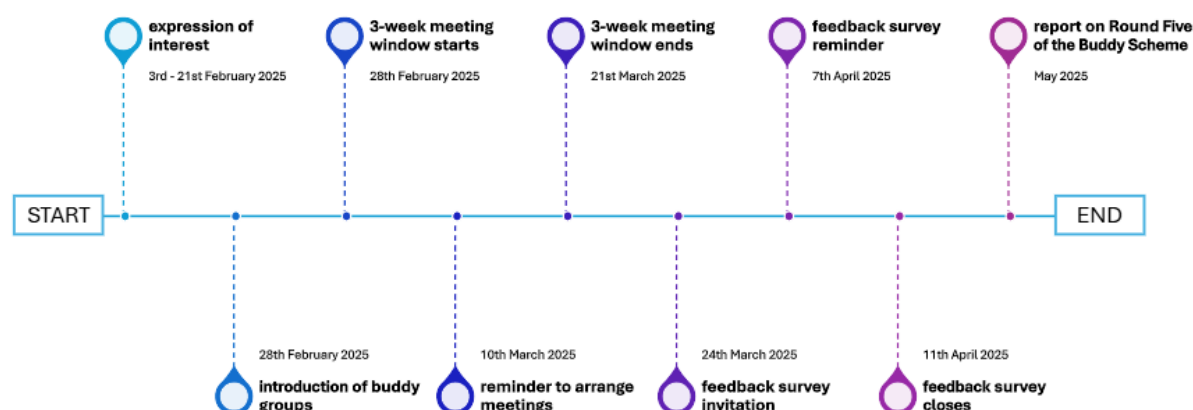 expression of
interest
3rd - 21st February 2025
3-week meeting
window starts
28th February 2025
3-week meeting
window ends
21st March 2025
feedback survey
reminder
7th April 2025
report on Round Five
of the Buddy Scheme
May 2025
START
END
28th February 2025
introduction of buddy
groups
10th March 2025
reminder to arrange
meetings
24th March 2025
feedback survey
invitation
11th April 2025
feedback survey
closes